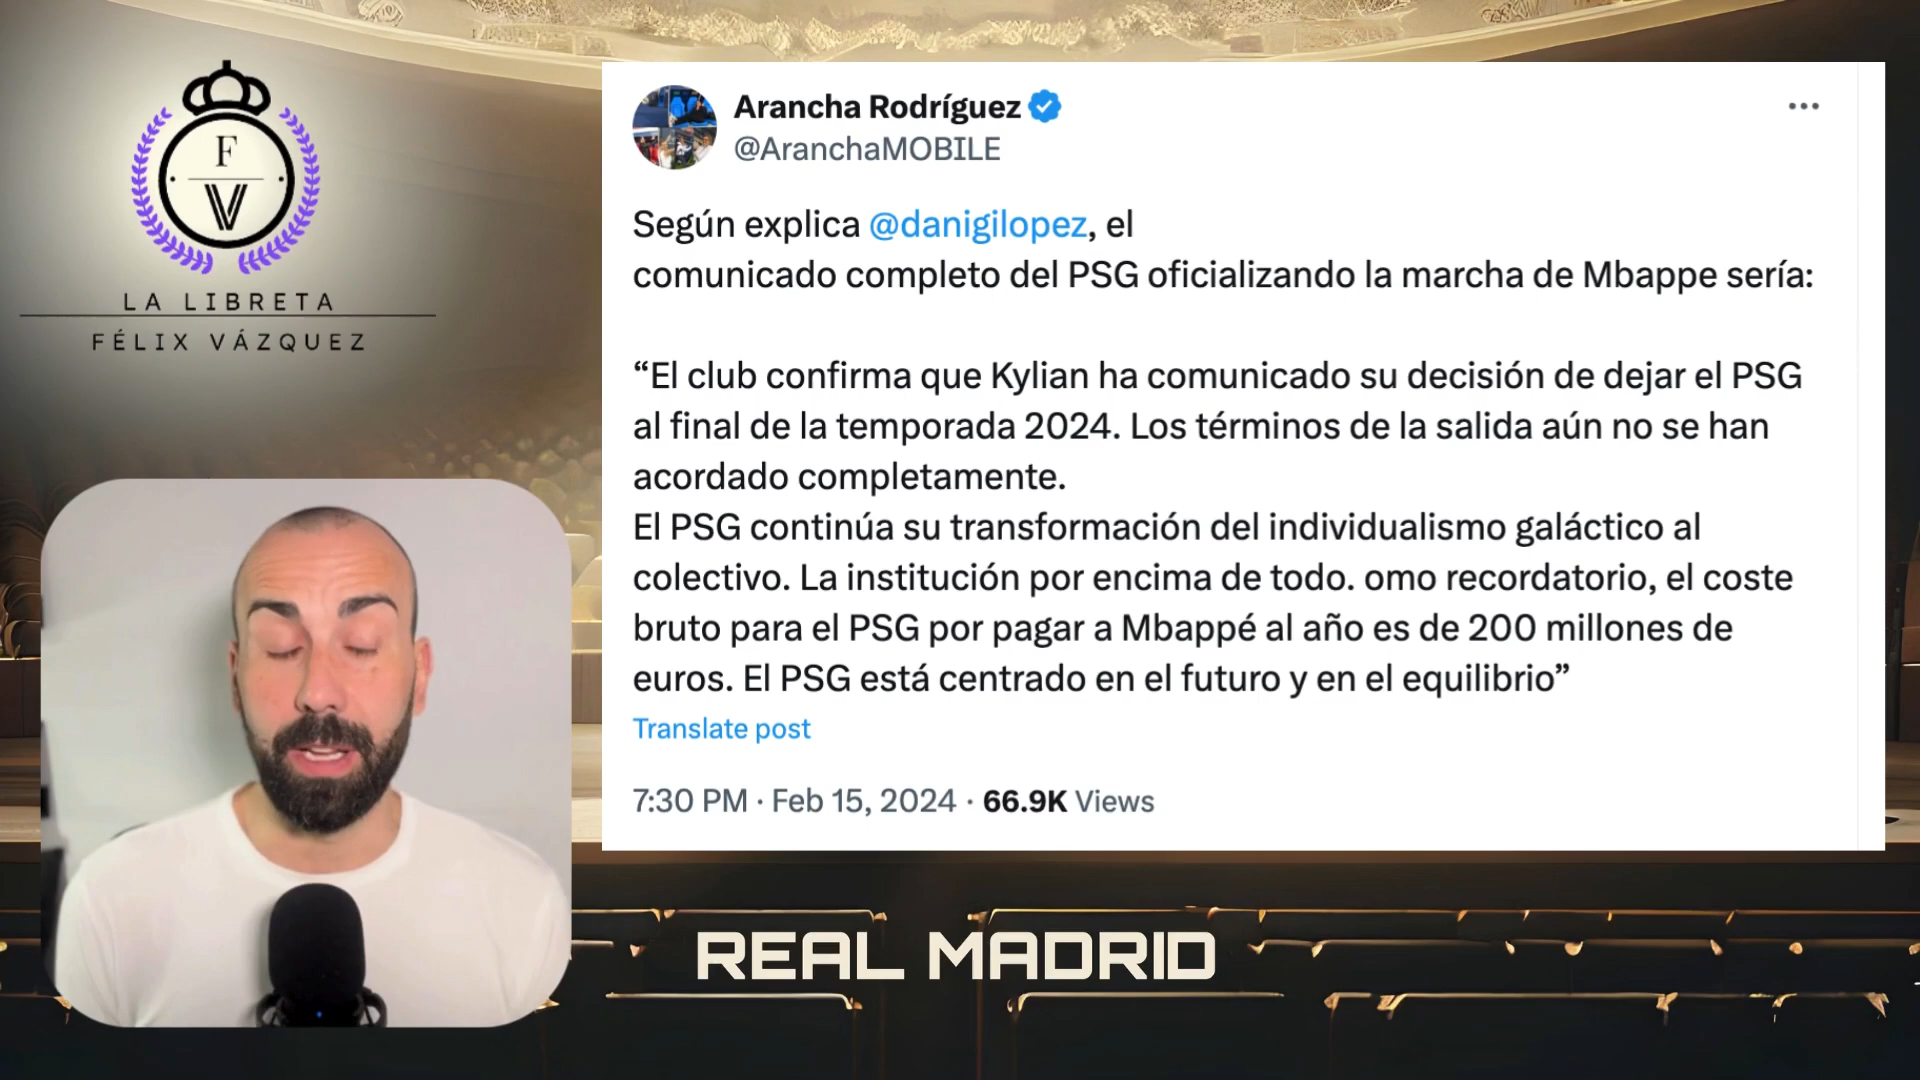 F
V
LA LIBRETA
FÉLIX VÁZQUEZ
Arancha Rodríguez
@AranchaMOBILE
Según explica @danigilopez, el
comunicado completo del PSG oficializando la marcha de Mbappe sería:
“El club confirma que Kylian ha comunicado su decisión de dejar el PSG
al final de la temporada 2024. Los términos de la salida aún no se han
acordado completamente.
El PSG continúa su transformación del individualismo galáctico al
colectivo. La institución por encima de todo. omo recordatorio, el coste
bruto para el PSG por pagar a Mbappé al año es de 200 millones de
euros. El PSG está centrado en el futuro y en el equilibrio”
Translate post
7:30 PM · Feb 15, 2024 · 66.9K Views
REAL MADRID